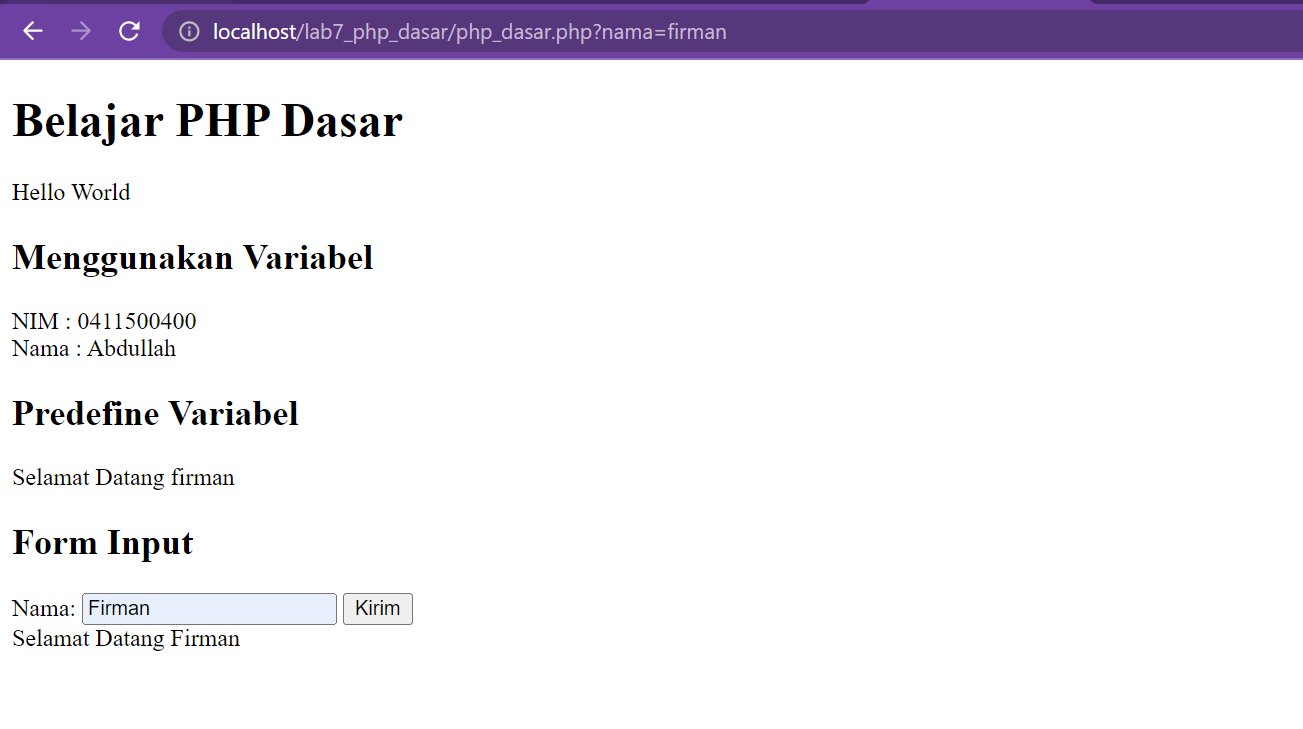 localhost/lab7_php_dasar/php_dasar.php?nama=firman
Belajar PHP Dasar
Hello World
Menggunakan Variabel
NIM : 0411500400
Nama : Abdullah
Predefine Variabel
Selamat Datang firman
Form Input
Nama: Firman Kirim
Selamat Datang Firman